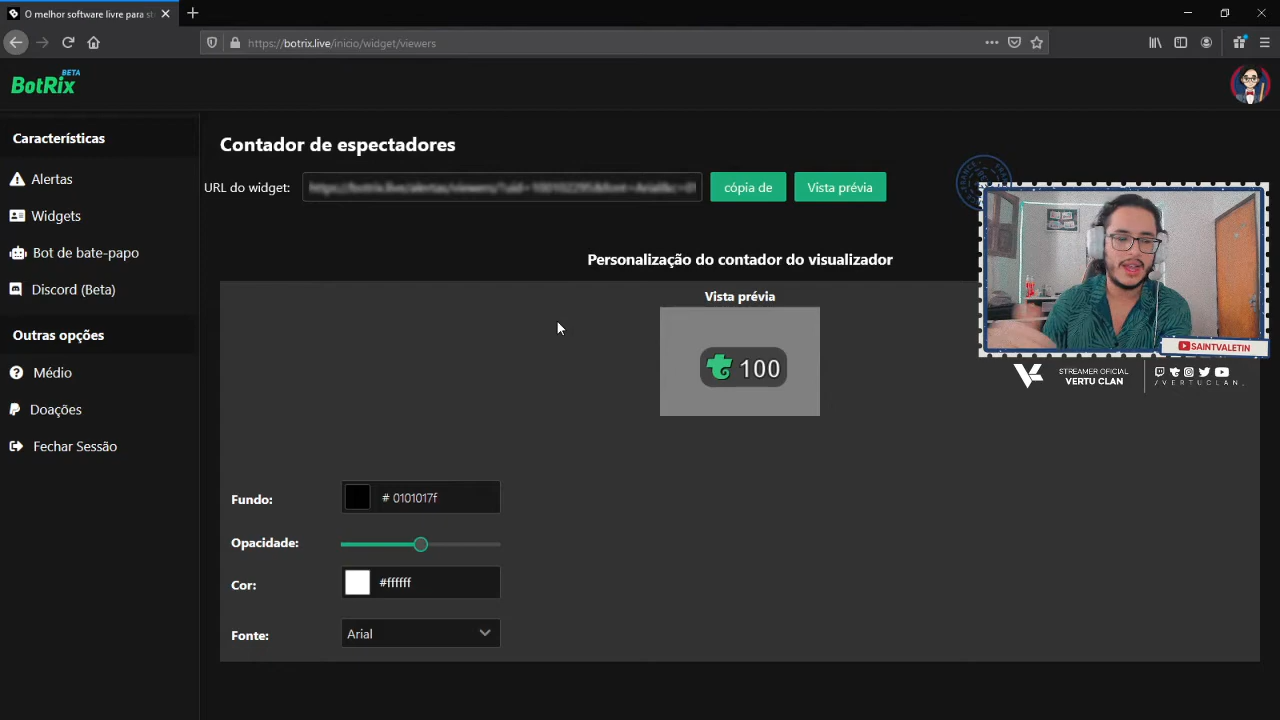 O melhor software livre para st
https://botrix.live/inicio/widget/viewers
BotRix BETA
Características
Alertas
Widgets
Bot de bate-papo
Discord (Beta)
Outras opções
Médio
Doações
Fechar Sessão
Contador de espectadores
URL do widget:
cópia de
Vista prévia
Personalização do contador do visualizador
Vista prévia
100
Fundo:
# 0101017f
Opacidade:
Cor:
#ffffff
Fonte:
Arial
SAINTVALETIN
STREAMER OFICIAL
VERTU CLAN
/VERTUCLAN_